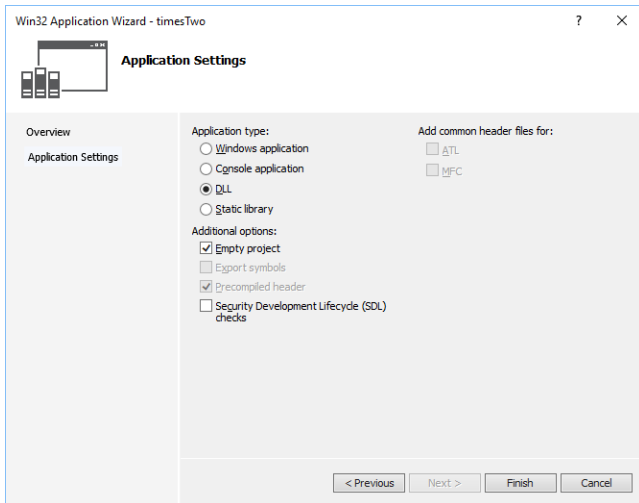 Win32 Application Wizard - timesTwo
Application Settings
Overview
Application Settings
Application type:
Windows application
Console application
DLL
Static library
Additional options:
Empty project
Export symbols
Precompiled header
Security Development Lifecycle (SDL)
checks
Add common header files for:
ATL
MFC
< Previous
Next >
Finish
Cancel